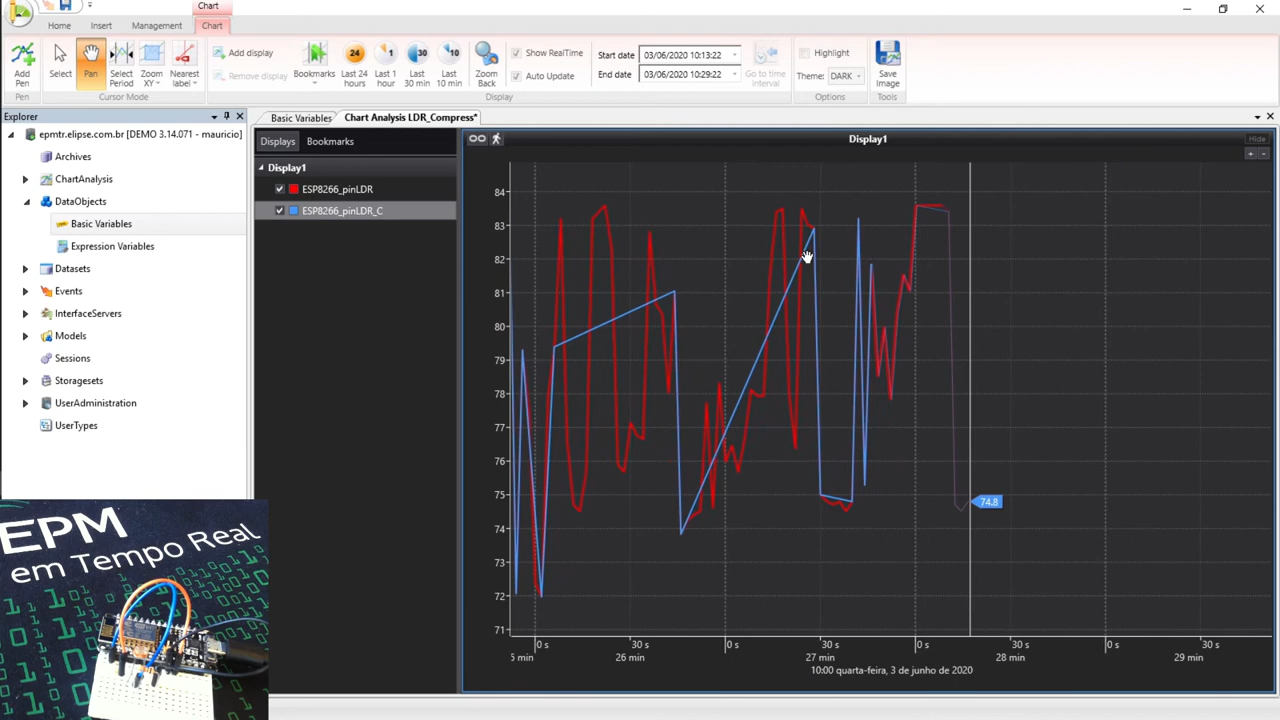 Chart
Home
Insert
Management
Chart
Add
Pen
Select
Pan
Select
Period
Zoom
XY
Nearest
label
Add display
Remove display
Bookmarks
24
Last 24
hours
1
Last 1
hour
30
Last
30 min
10
Last
10 min
Zoom
Back
Show RealTime
Auto Update
Start date
03/06/2020 10:13:22
End date
03/06/2020 10:29:22
Go to time
interval
Highlight
Theme:
DARK
Save
Image
Pen
Cursor Mode
Display
Options
Tools
Explorer
epmtr.elipse.com.br [DEMO 3.14.071 - mauricio]
Archives
ChartAnalysis
DataObjects
Basic Variables
Expression Variables
Datasets
Events
InterfaceServers
Models
Sessions
Storagesets
UserAdministration
UserTypes
Basic Variables
Chart Analysis LDR_Compress*
Displays
Bookmarks
Display1
ESP8266_pinLDR
ESP8266_pinLDR_C
Display1
Hide
84
83
82
81
80
79
78
77
76
75
74
73
72
71
74.8
0 s
30 s
0 s
30 s
0 s
30 s
0 s
30 s
5 min
26 min
27 min
28 min
29 min
10:00 quarta-feira, 3 de junho de 2020
EPM
em Tempo Real